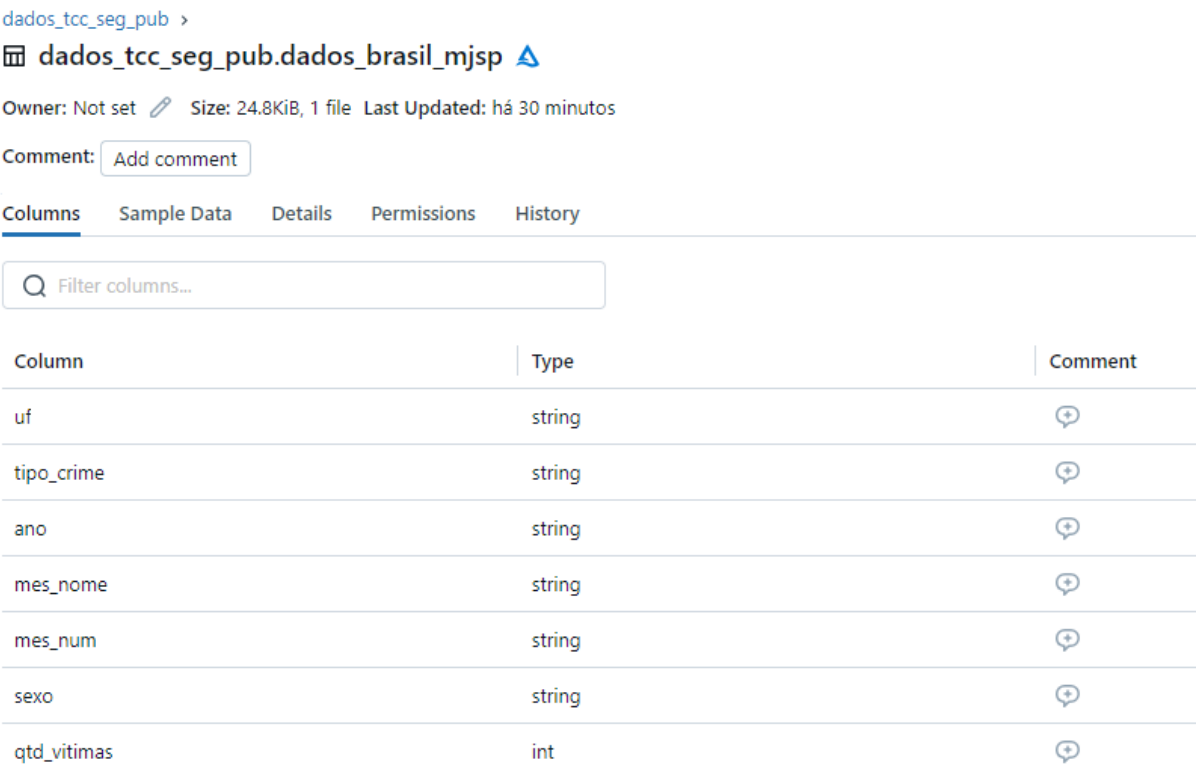 dados_tcc_seg_pub >
dados_tcc_seg_pub.dados_brasil_mjsp
Owner: Not set Size: 24.8KiB, 1 file Last Updated: há 30 minutos
Comment: Add comment
Columns Sample Data Details Permissions History
Filter columns...
Column Type Comment
uf string
tipo_crime string
ano string
mes_nome string
mes_num string
sexo string
qtd_vitimas int